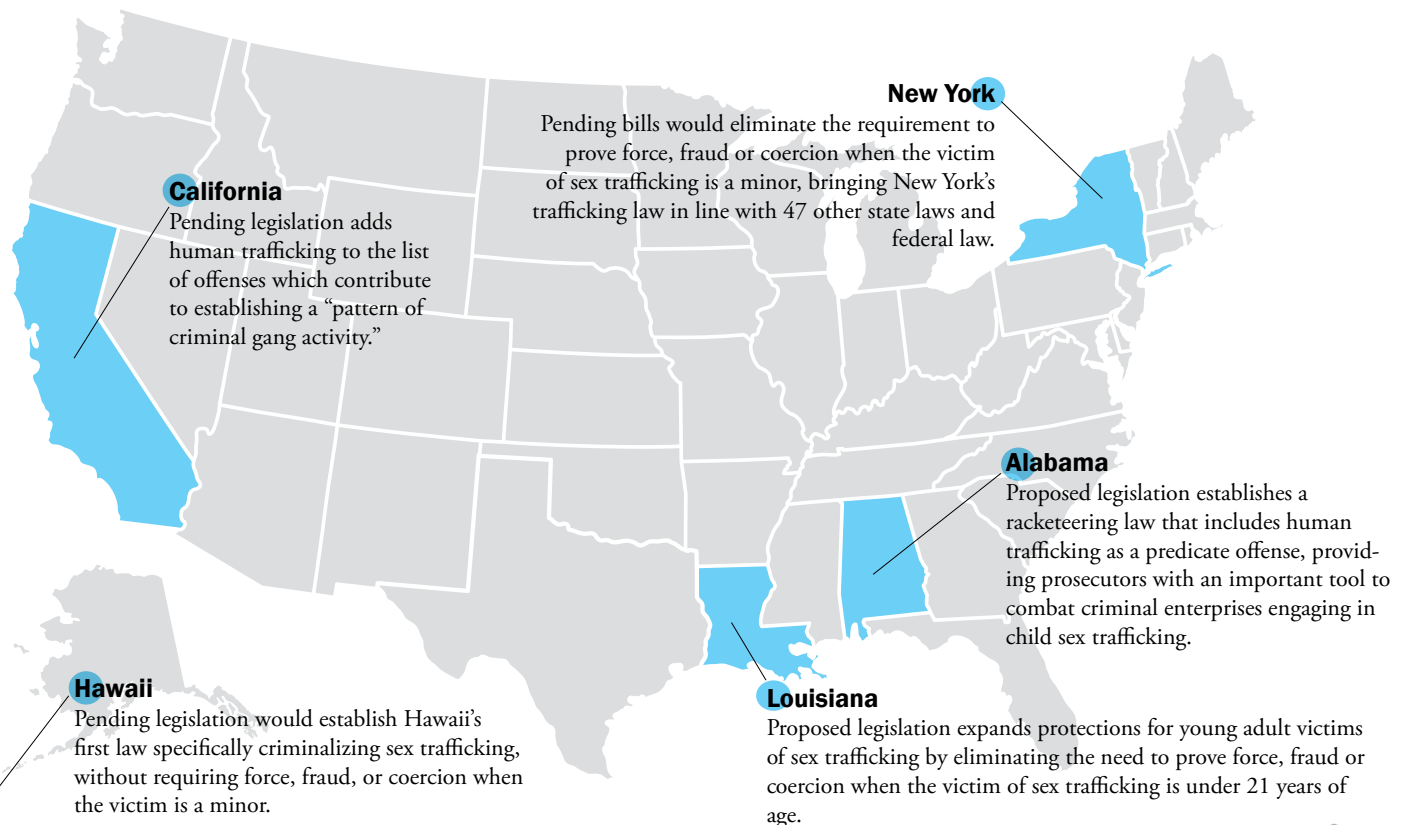 New York
Pending bills would eliminate the requirement to
prove force, fraud or coercion when the victim
of sex trafficking is a minor, bringing New York's
trafficking law in line with 47 other state laws and
federal law.
California
Pending legislation adds
human trafficking to the list
of offenses which contribute
to establishing a “pattern of
criminal gang activity.”
Alabama
Proposed legislation establishes a
racketeering law that includes human
trafficking as a predicate offense, provid-
ing prosecutors with an important tool to
combat criminal enterprises engaging in
child sex trafficking.
Hawaii
Pending legislation would establish Hawaii's
first law specifically criminalizing sex trafficking,
without requiring force, fraud, or coercion when
the victim is a minor.
Louisiana
Proposed legislation expands protections for young adult victims
of sex trafficking by eliminating the need to prove force, fraud or
coercion when the victim of sex trafficking is under 21 years of
age.